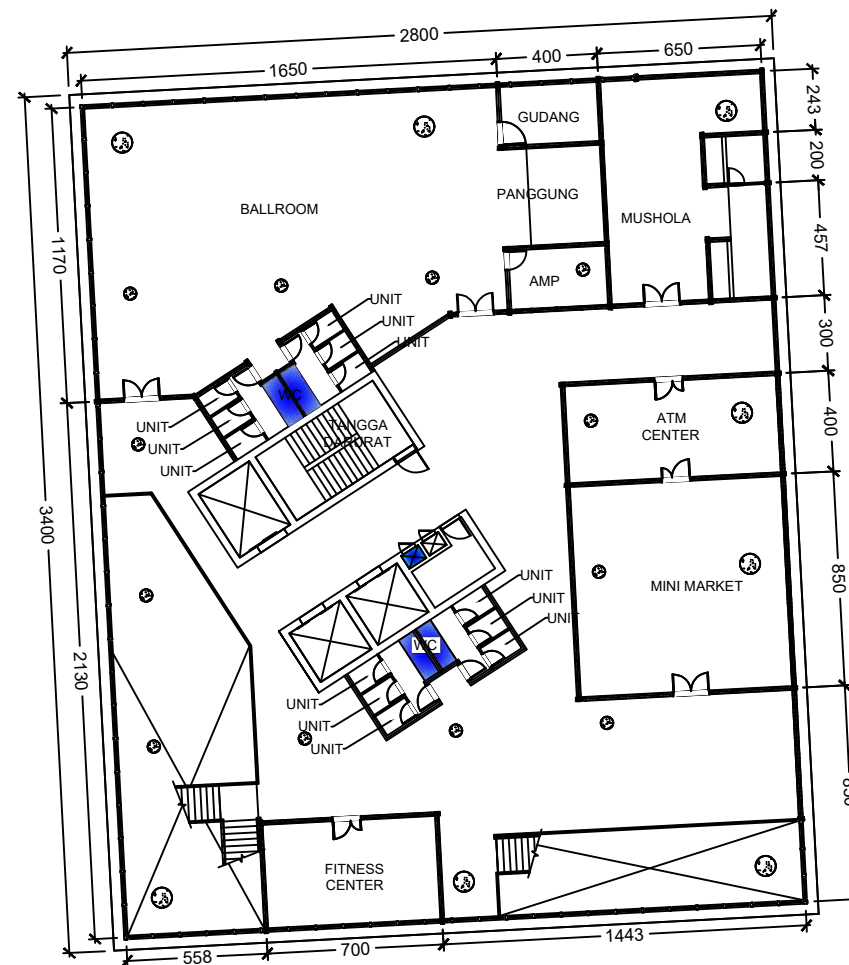 2800
1650
400
650
243
200
457
300
400
850
1170
3400
2130
GUDANG
PANGGUNG
BALLROOM
MUSHOLA
AMP
UNIT
UNIT
UNIT
WC
UNIT
UNIT
UNIT
TANGGA
DARURAT
ATM
CENTER
MINI MARKET
UNIT
UNIT
UNIT
WC
UNIT
UNIT
UNIT
FITNESS
CENTER
558
700
1443